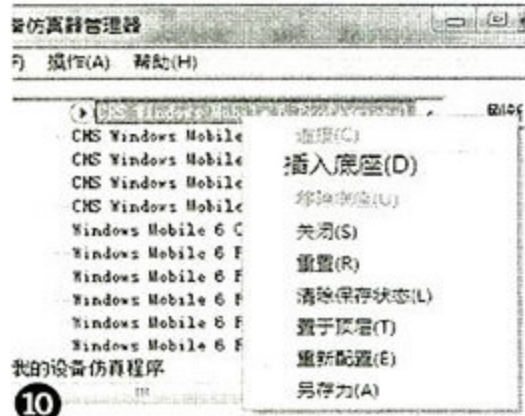 备仿真器管理器
F) 操作(A) 帮助(H)
CHS Windows Mobile
CHS Windows Mobile
CHS Windows Mobile
CHS Windows Mobile
Windows Mobile 6 C
Windows Mobile 6 F
Windows Mobile 6 F
Windows Mobile 6 F
Windows Mobile 6 F
我的设备仿真程序
连接(C)
插入底座(D)
移除底座(U)
关闭(S)
重置(R)
清除保存状态(L)
置于顶层(T)
重新配置(E)
另存为(A)
10